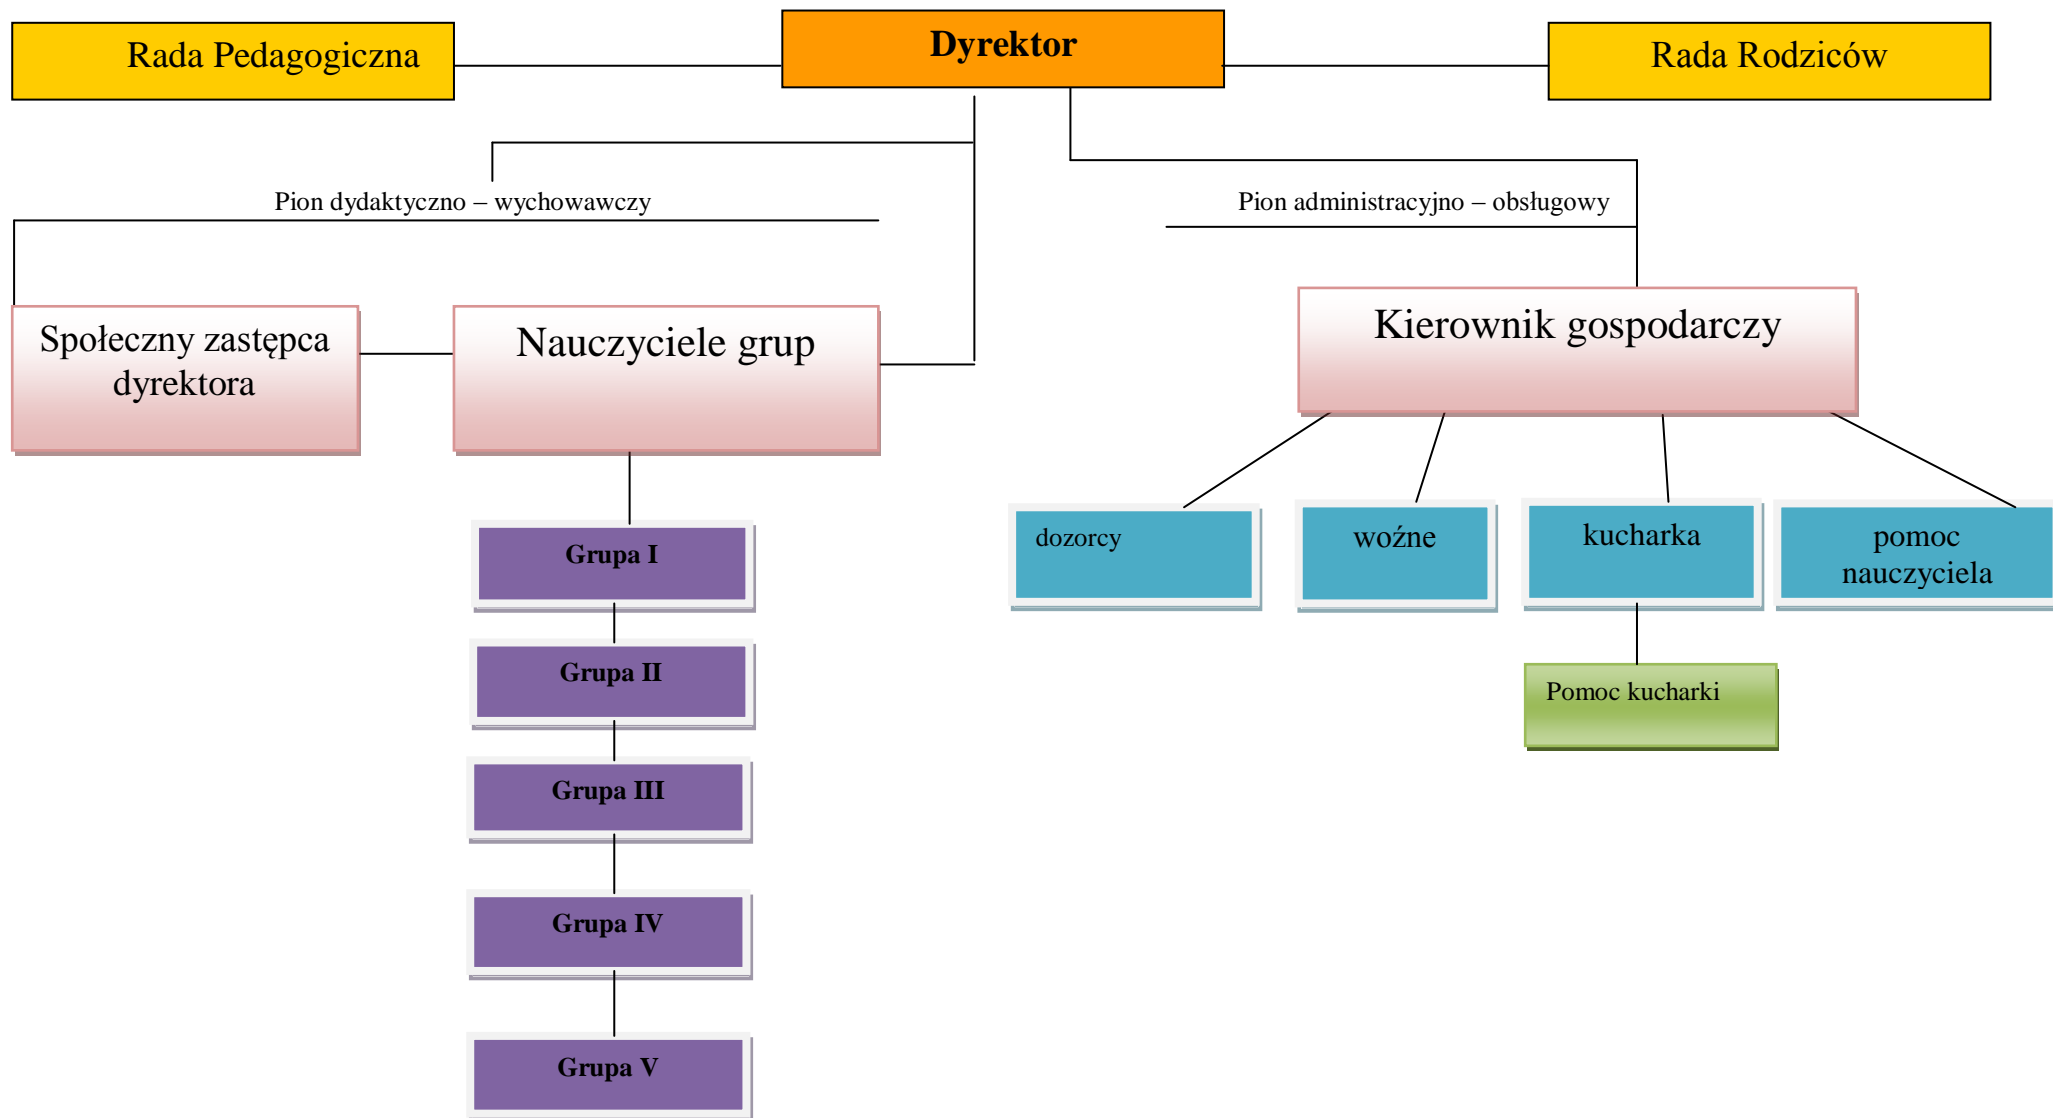 Rada Pedagogiczna
Dyrektor
Rada Rodziców
Pion dydaktyczno – wychowawczy
Pion administracyjno – obsługowy
Społeczny zastępca
dyrektora
Nauczyciele grup
Kierownik gospodarczy
dozorcy
woźne
kucharka
pomoc
nauczyciela
Pomoc kucharki
Grupa I
Grupa II
Grupa III
Grupa IV
Grupa V